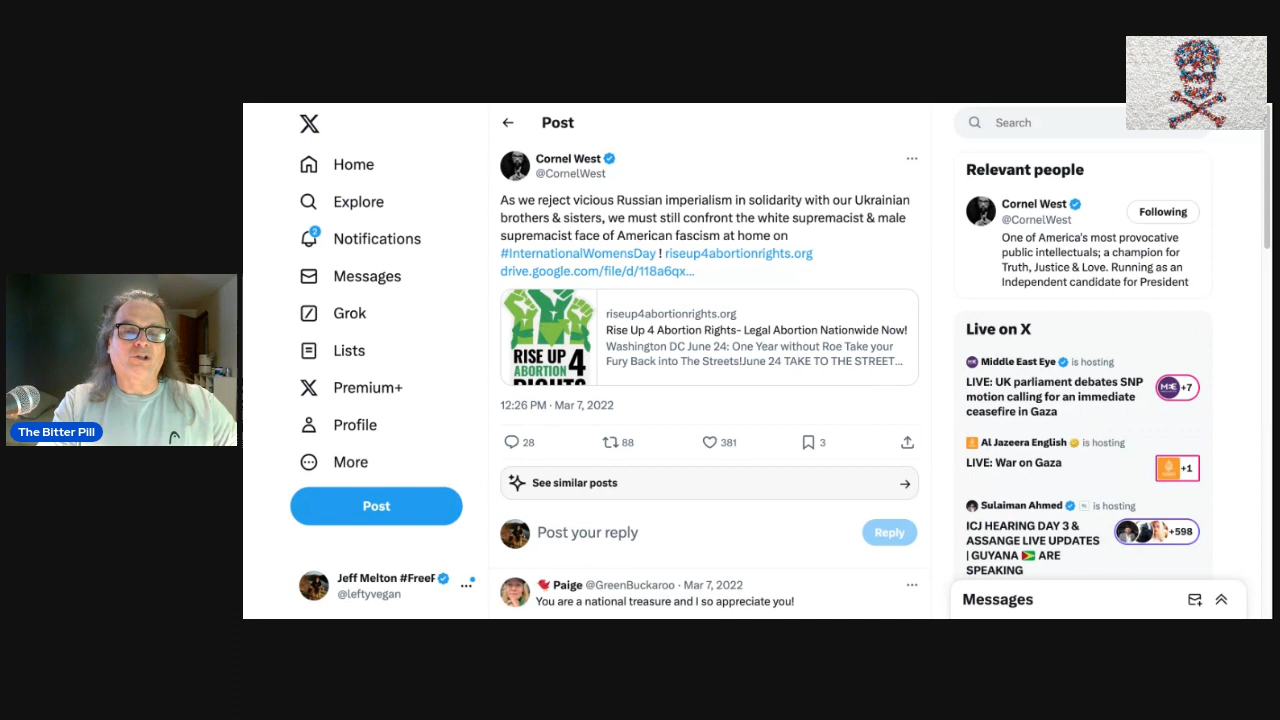 The Bitter Pill
Home
Explore
2
Notifications
Messages
Grok
Lists
Premium+
Profile
More
Post
Jeff Melton #FreeP
@leftyvegan
Post
Cornel West
@CornelWest
As we reject vicious Russian imperialism in solidarity with our Ukrainian
brothers & sisters, we must still confront the white supremacist & male
supremacist face of American fascism at home on
#InternationalWomensDay ! riseup4abortionrights.org
drive.google.com/file/d/118a6qx...
RISE UP 4
ABORTION
RIGHTS
riseup4abortionrights.org
Rise Up 4 Abortion Rights- Legal Abortion Nationwide Now!
Washington DC June 24: One Year without Roe Take your
Fury Back into The Streets!June 24 TAKE TO THE STREET...
12:26 PM · Mar 7, 2022
28 88 381 3
See similar posts
Post your reply
Reply
Paige @GreenBuckaroo · Mar 7, 2022
You are a national treasure and I so appreciate you!
Search
Relevant people
Cornel West
@CornelWest
Following
One of America's most provocative
public intellectuals; a champion for
Truth, Justice & Love. Running as an
Independent candidate for President
Live on X
Middle East Eye is hosting
LIVE: UK parliament debates SNP
motion calling for an immediate
ceasefire in Gaza
+7
Al Jazeera English is hosting
LIVE: War on Gaza
+1
Sulaiman Ahmed is hosting
ICJ HEARING DAY 3 &
ASSANGE LIVE UPDATES
| GUYANA ARE
SPEAKING
+598
Messages